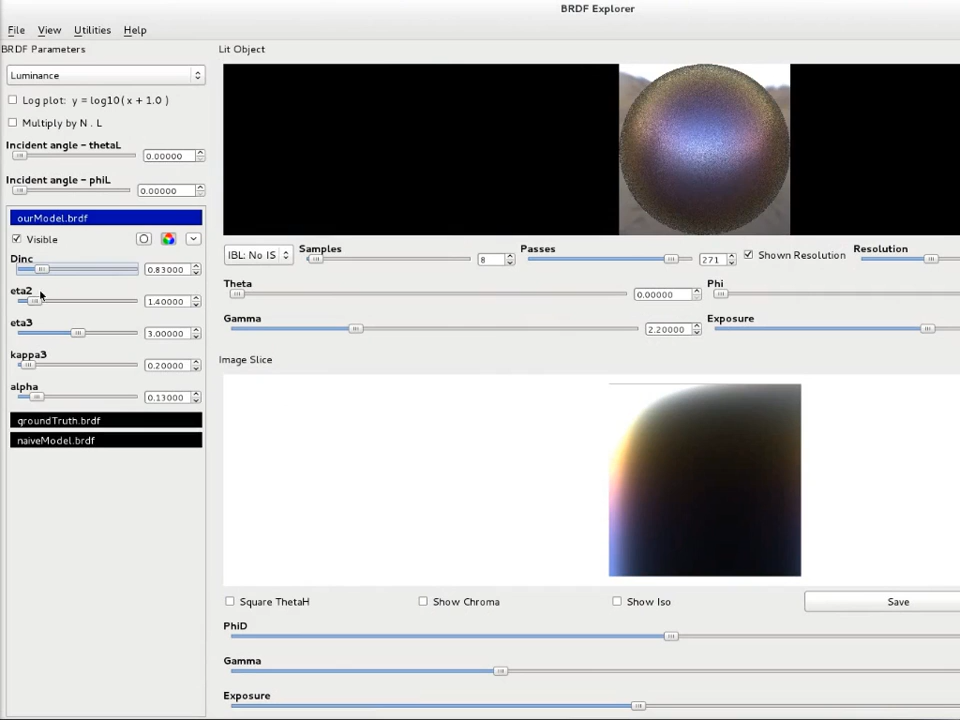 BRDF Explorer
File View Utilities Help
BRDF Parameters
Luminance
Log plot: y = log10( x + 1.0 )
Multiply by N . L
Incident angle - thetaL
0.00000
Incident angle - phiL
0.00000
ourModel.brdf
Visible
Dinc
0.83000
eta2
1.40000
eta3
3.00000
kappa3
0.20000
alpha
0.13000
groundTruth.brdf
naiveModel.brdf
Lit Object
IBL: No IS
Samples
8
Passes
271
Shown Resolution
Resolution
Theta
0.00000
Phi
Gamma
2.20000
Exposure
Image Slice
Square ThetaH
Show Chroma
Show Iso
Save
PhiD
Gamma
Exposure